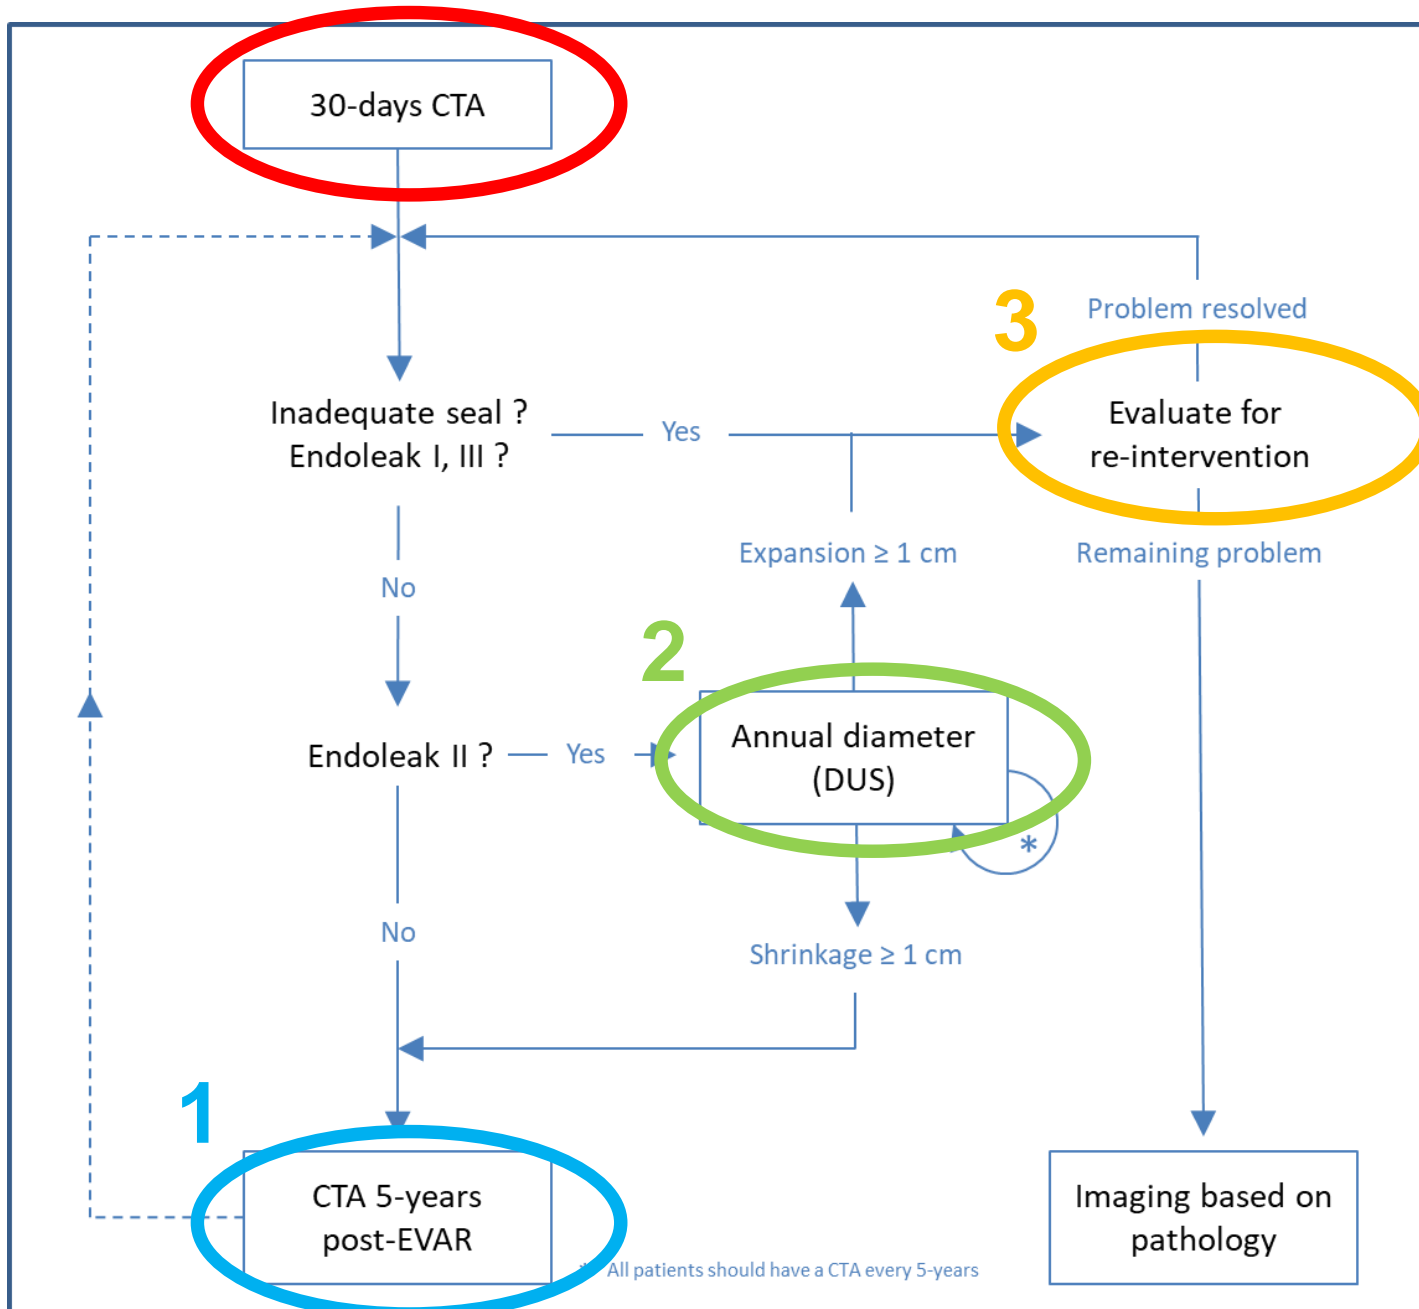 30-days CTA
3
Problem resolved
Inadequate seal ?
Endoleak I, III ?
Yes
Evaluate for
re-intervention
Expansion ≥ 1 cm
Remaining problem
No
2
Endoleak II ?
Yes
Annual diameter
(DUS)
*
No
Shrinkage ≥ 1 cm
1
CTA 5-years
post-EVAR
Imaging based on
pathology
* All patients should have a CTA every 5-years